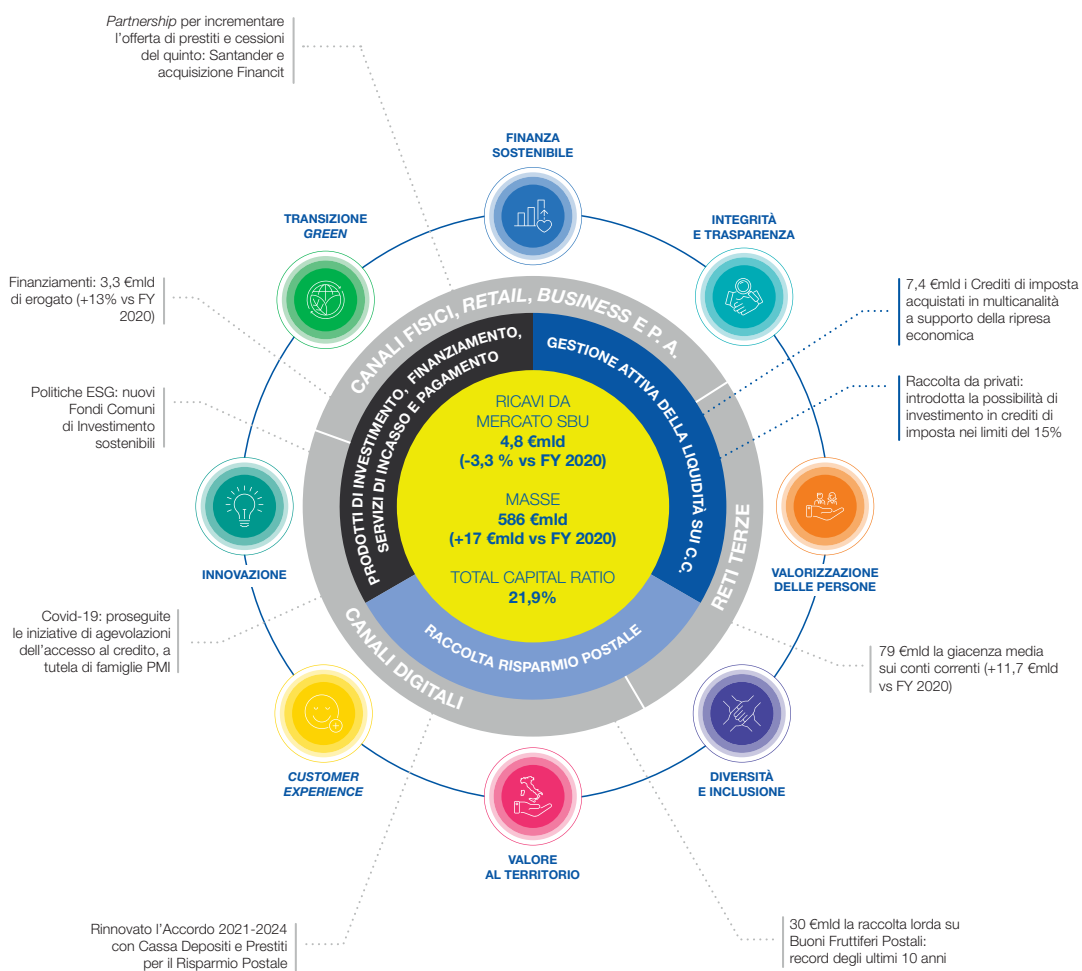 Partnership per incrementare
l'offerta di prestiti e cessioni
del quinto: Santander e
acquisizione Financit
FINANZA
SOSTENIBILE
TRANSIZIONE
GREEN
INTEGRITÀ
E TRASPARENZA
Finanziamenti: 3,3 €mld
di erogato (+13% vs FY
2020)
7,4 €mld i Crediti di imposta
acquistati in multicanalità
a supporto della ripresa
economica
CANALI FISICI, RETAIL, BUSINESS E P. A.
PRODOTTI DI INVESTIMENTO, FINANZIAMENTO,
SERVIZI DI INCASSO E PAGAMENTO
GESTIONE ATTIVA DELLA LIQUIDITÀ SUI C.C.
Politiche ESG: nuovi
Fondi Comuni
di Investimento
sostenibili
Raccolta da privati:
introdotta la possibilità di
investimento in crediti di
imposta nei limiti del 15%
RICAVI DA
MERCATO SBU
4,8 €mld
(-3,3 % vs FY 2020)
MASSE
586 €mld
(+17 €mld vs FY 2020)
TOTAL CAPITAL RATIO
21,9%
INNOVAZIONE
VALORIZZAZIONE
DELLE PERSONE
RETI TERZE
RACCOLTA RISPARMIO POSTALE
CANALI DIGITALI
Covid-19: proseguite
le iniziative di agevolazioni
dell'accesso al credito, a
tutela di famiglie PMI
79 €mld la giacenza media
sui conti correnti (+11,7 €mld
vs FY 2020)
CUSTOMER
EXPERIENCE
DIVERSITÀ
E INCLUSIONE
VALORE
AL TERRITORIO
Rinnovato l'Accordo 2021-2024
con Cassa Depositi e Prestiti
per il Risparmio Postale
30 €mld la raccolta lorda su
Buoni Fruttiferi Postali:
record degli ultimi 10 anni